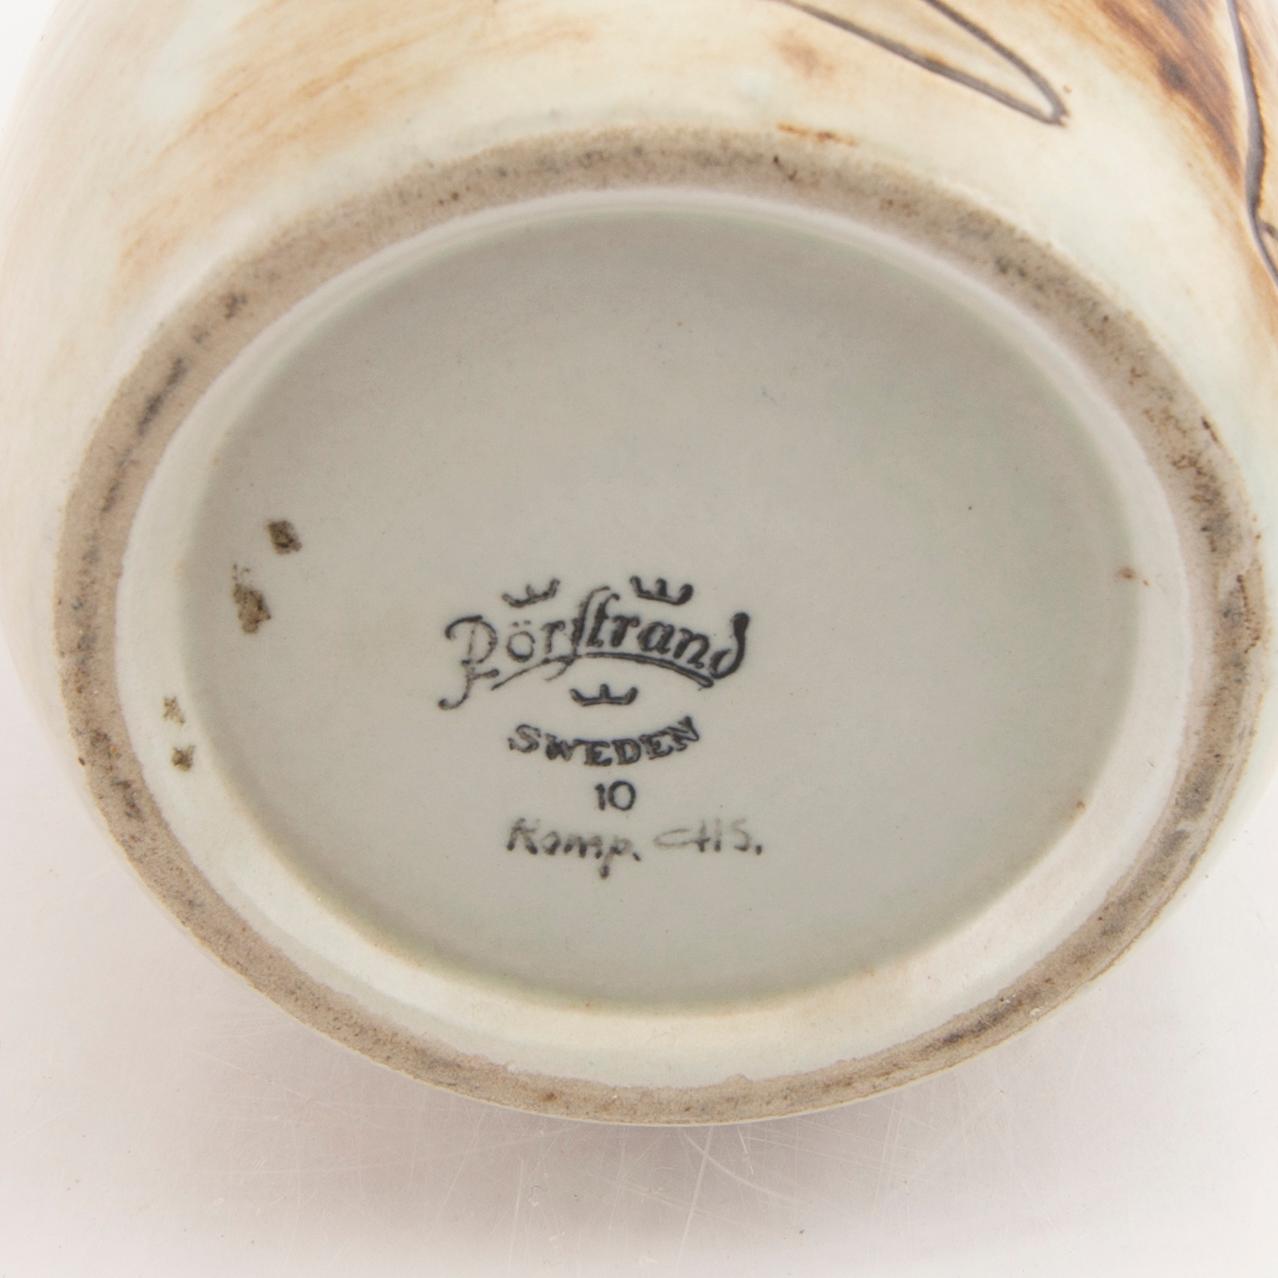 Rörstrand
SWEDEN
10
Komp. CHS.